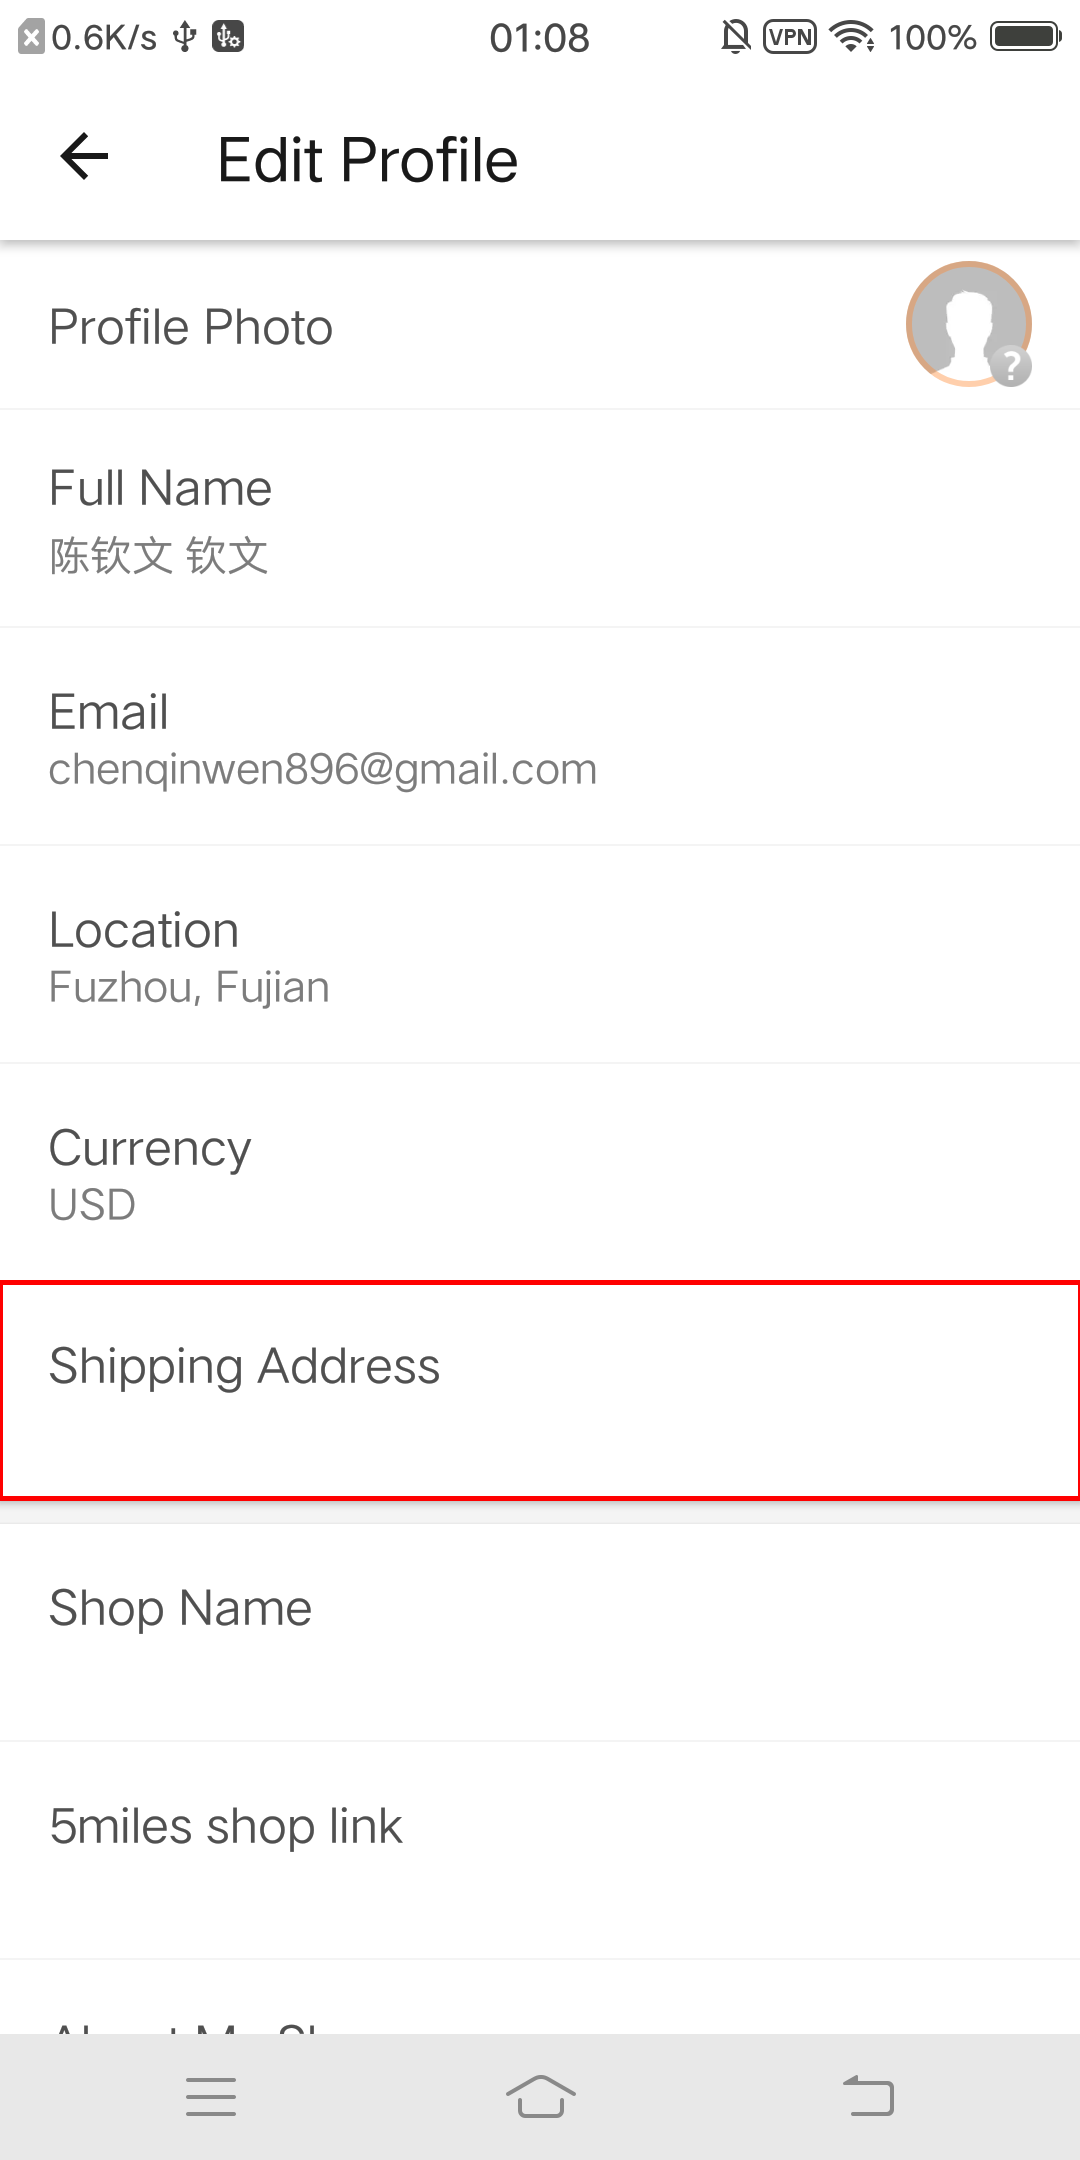 0.6K/s 01:08 VPN 100%
Edit Profile
Profile Photo
?
Full Name
陈钦文 钦文
Email
chenqinwen896@gmail.com
Location
Fuzhou, Fujian
Currency
USD
Shipping Address
Shop Name
5miles shop link